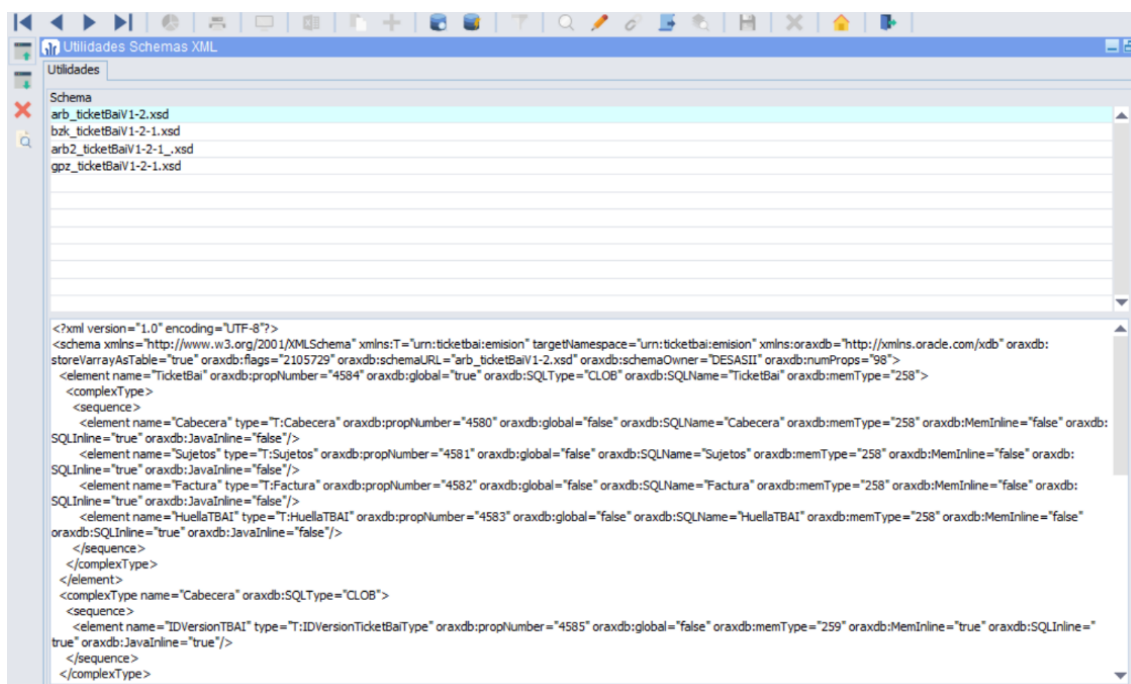 Utilidades Schemas XML
Utilidades
Schema
arb_ticketBaiV1-2.xsd
bzk_ticketBaiV1-2-1.xsd
arb2_ticketBaiV1-2-1_.xsd
gpz_ticketBaiV1-2-1.xsd
<?xml version="1.0" encoding="UTF-8"?>
<schema xmlns="http://www.w3.org/2001/XMLSchema" xmlns:T="urn:ticketbai:emision" targetNamespace="urn:ticketbai:emision" xmlns:oraxdb="http://xmlns.oracle.com/xdb" oraxdb:
storeVarrayAsTable="true" oraxdb:flags="2105729" oraxdb:schemaURL="arb_ticketBaiV1-2.xsd" oraxdb:schemaOwner="DESASII" oraxdb:numProps="98">
<element name="TicketBai" oraxdb:propNumber="4584" oraxdb:global="true" oraxdb:SQLType="CLOB" oraxdb:SQLName="TicketBai" oraxdb:memType="258">
<complexType>
<sequence>
<element name="Cabecera" type="T:Cabecera" oraxdb:propNumber="4580" oraxdb:global="false" oraxdb:SQLName="Cabecera" oraxdb:memType="258" oraxdb:MemInline="false" oraxdb:
SQLInline="true" oraxdb:JavaInline="false"/>
<element name="Sujetos" type="T:Sujetos" oraxdb:propNumber="4581" oraxdb:global="false" oraxdb:SQLName="Sujetos" oraxdb:memType="258" oraxdb:MemInline="false" oraxdb:
SQLInline="true" oraxdb:JavaInline="false"/>
<element name="Factura" type="T:Factura" oraxdb:propNumber="4582" oraxdb:global="false" oraxdb:SQLName="Factura" oraxdb:memType="258" oraxdb:MemInline="false" oraxdb:
SQLInline="true" oraxdb:JavaInline="false"/>
<element name="HuellaTBAI" type="T:HuellaTBAI" oraxdb:propNumber="4583" oraxdb:global="false" oraxdb:SQLName="HuellaTBAI" oraxdb:memType="258" oraxdb:MemInline="false"
oraxdb:SQLInline="true" oraxdb:JavaInline="false"/>
</sequence>
</complexType>
</element>
<complexType name="Cabecera" oraxdb:SQLType="CLOB">
<sequence>
<element name="IDVersionTBAI" type="T:IDVersionTicketBaiType" oraxdb:propNumber="4585" oraxdb:global="false" oraxdb:memType="259" oraxdb:MemInline="true" oraxdb:SQLInline="
true" oraxdb:JavaInline="true"/>
</sequence>
</complexType>